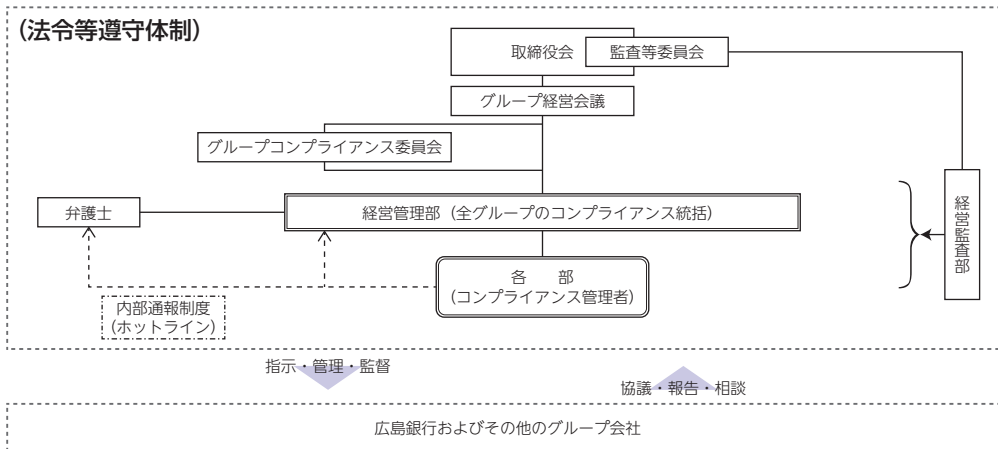 (法令等遵守体制)
取締役会
監査等委員会
グループ経営会議
グループコンプライアンス委員会
弁護士
経営管理部（全グループのコンプライアンス統括）
経営監査部
各　部
(コンプライアンス管理者)
内部通報制度
(ホットライン)
指示・管理・監督
協議・報告・相談
広島銀行およびその他のグループ会社